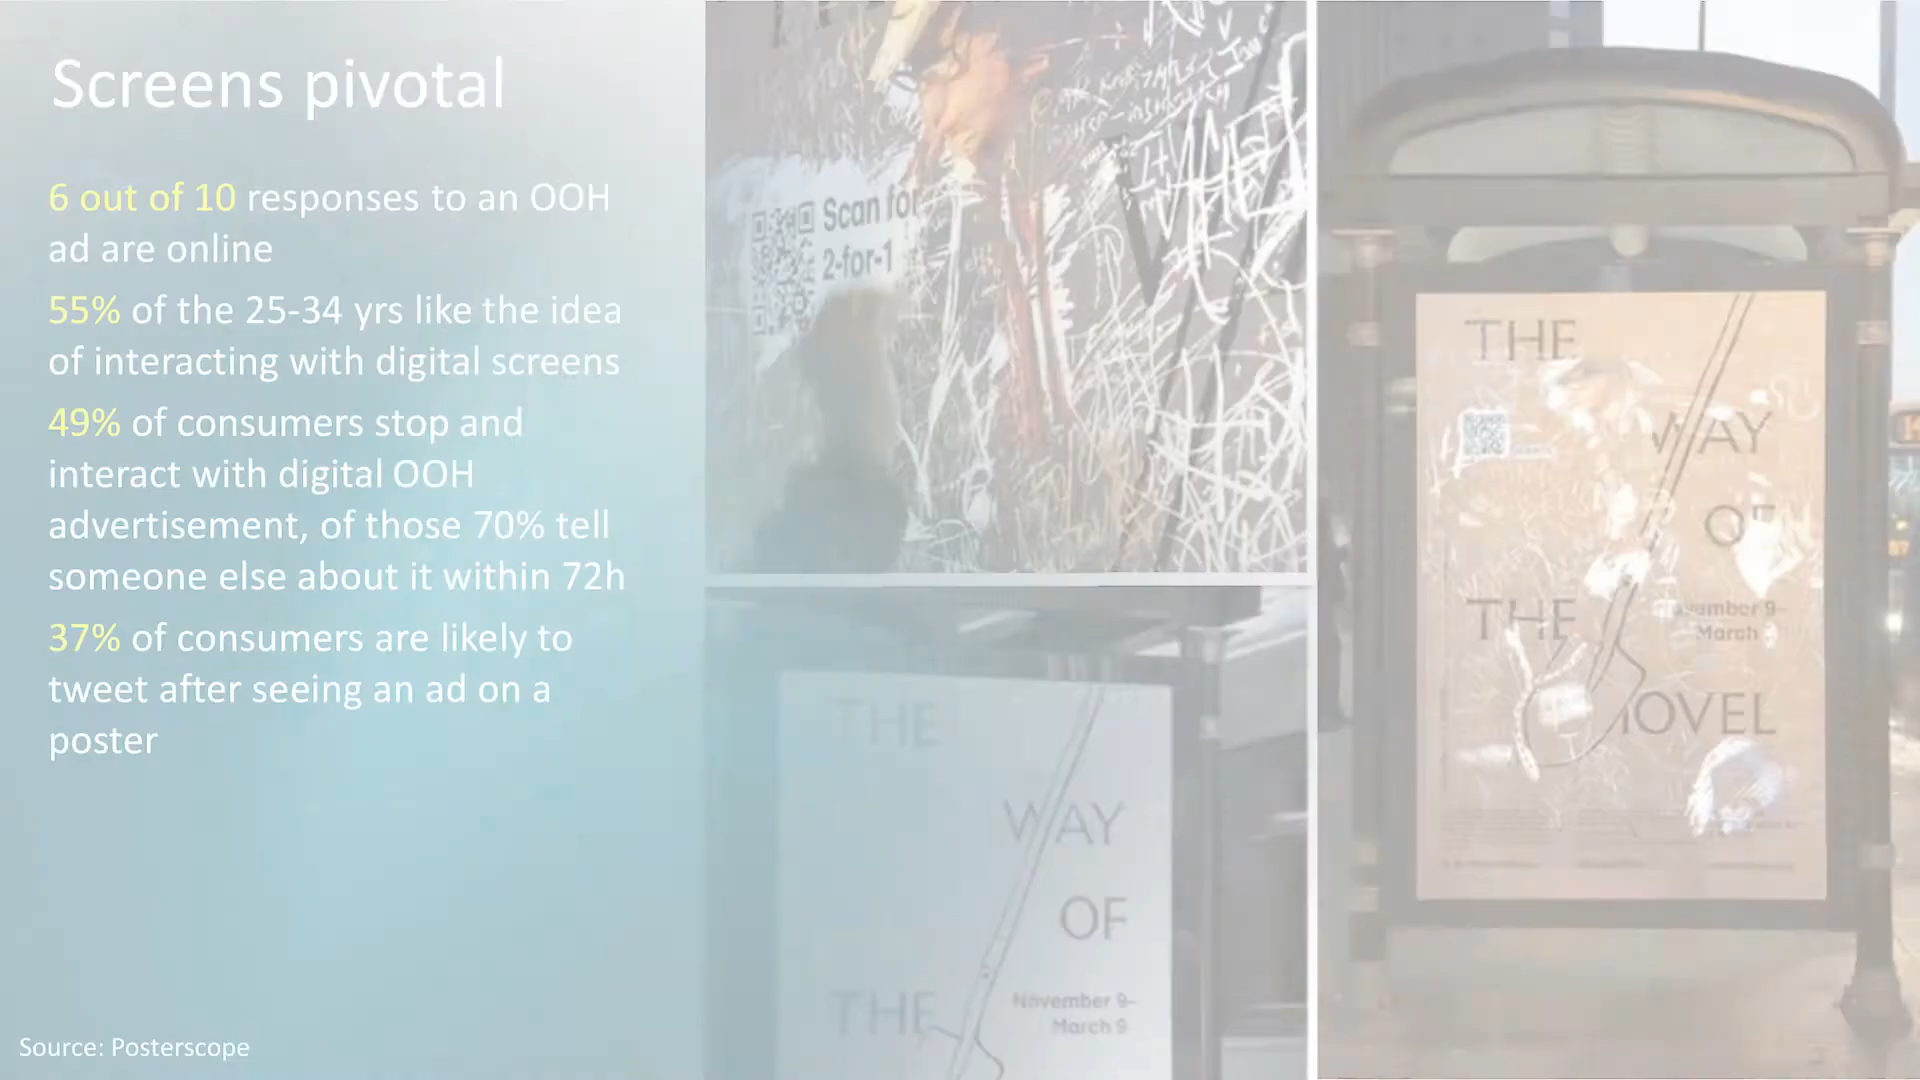 Screens pivotal
6 out of 10 responses to an OOH
ad are online
55% of the 25-34 yrs like the idea
of interacting with digital screens
49% of consumers stop and
interact with digital OOH
advertisement, of those 70% tell
someone else about it within 72h
37% of consumers are likely to
tweet after seeing an ad on a
poster
Source: Posterscope
Scan for
2-for-1
THE
WAY
OF
THE
November 9-
March 9
THE
WAY
OF
THE
March